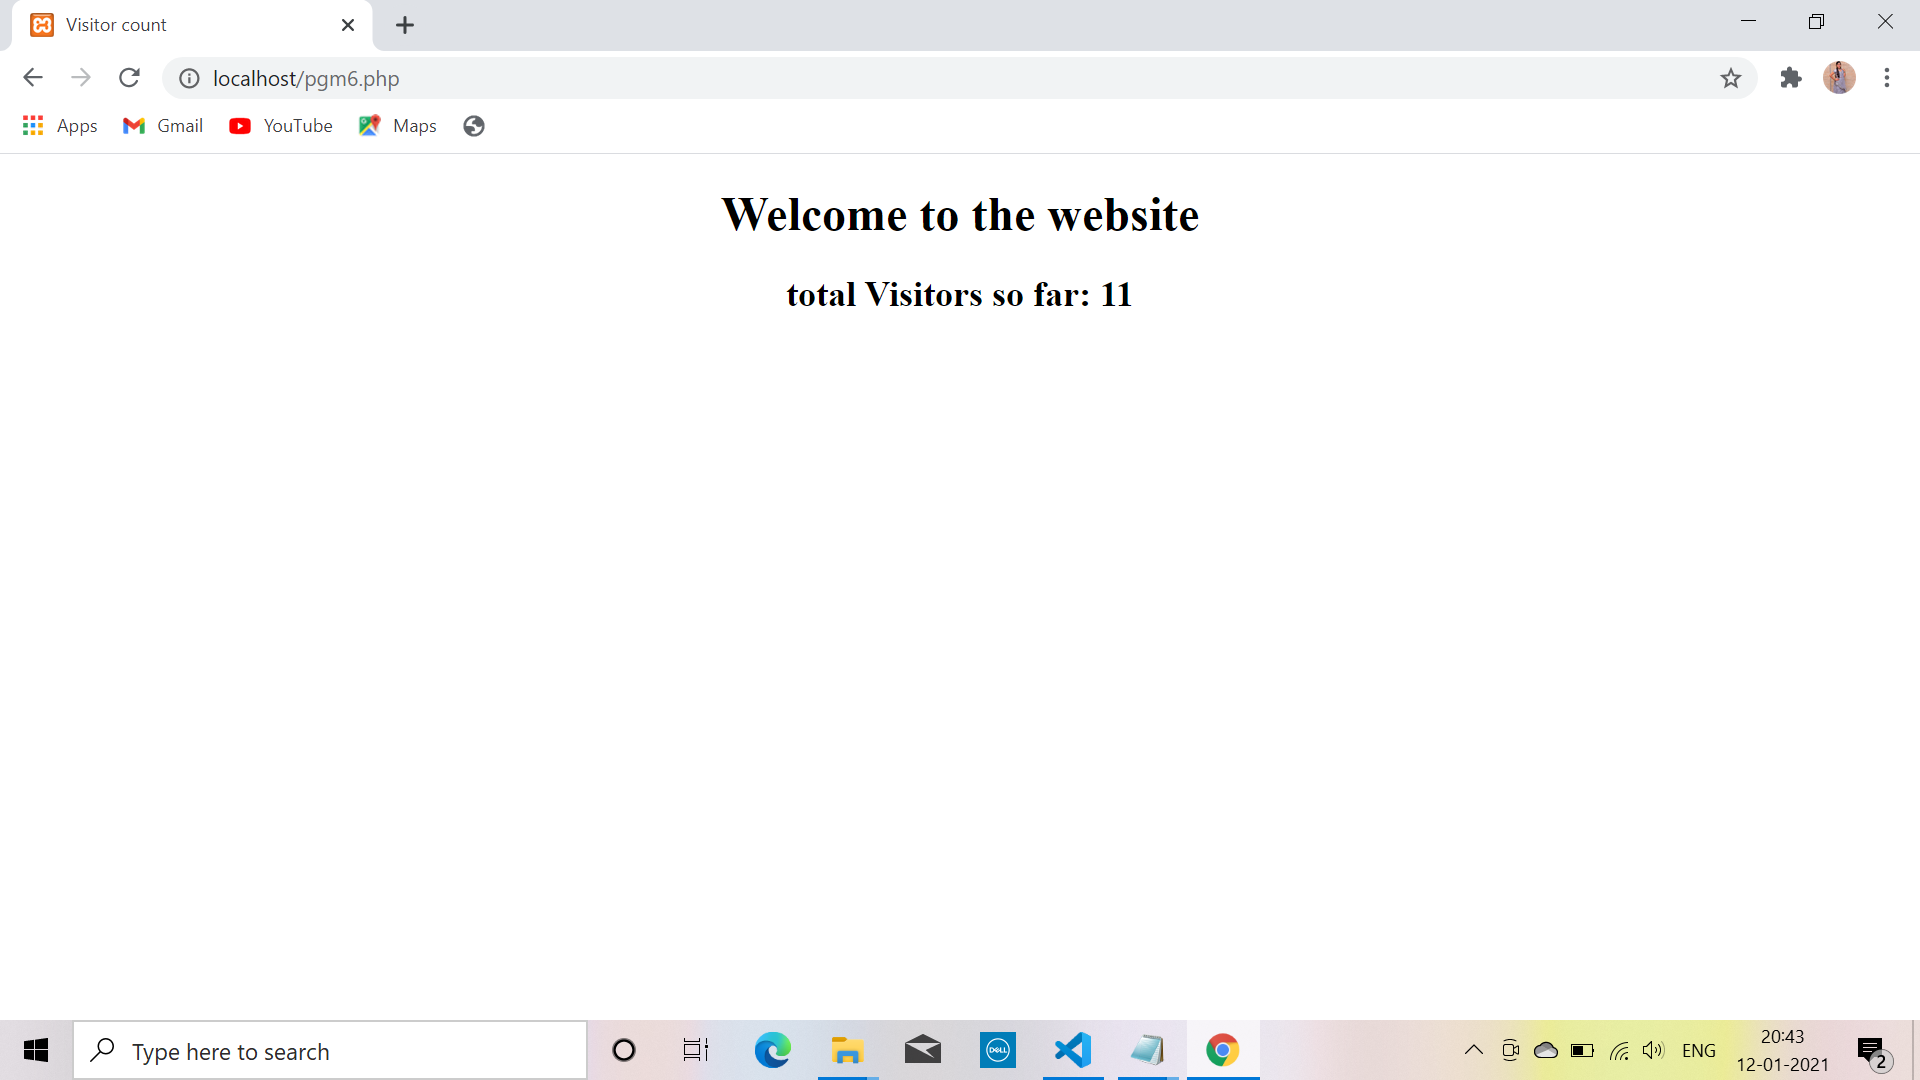 Visitor count
localhost/pgm6.php
Apps Gmail YouTube Maps
Welcome to the website
total Visitors so far: 11
Type here to search
DELL
ENG
20:43
12-01-2021
2